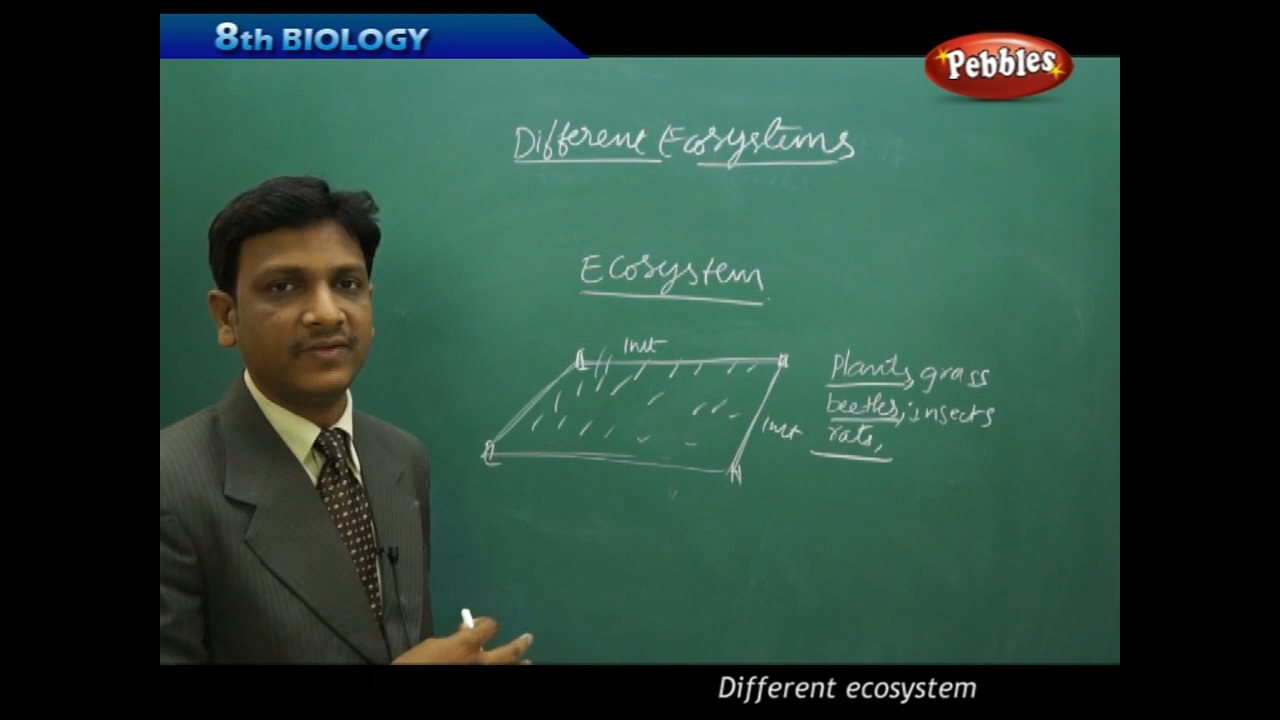 8th BIOLOGY
Pebbles
Different Ecosystems
Ecosystem
1mt
1mt
Plants, grass
beetles, insects
rats,
Different ecosystem